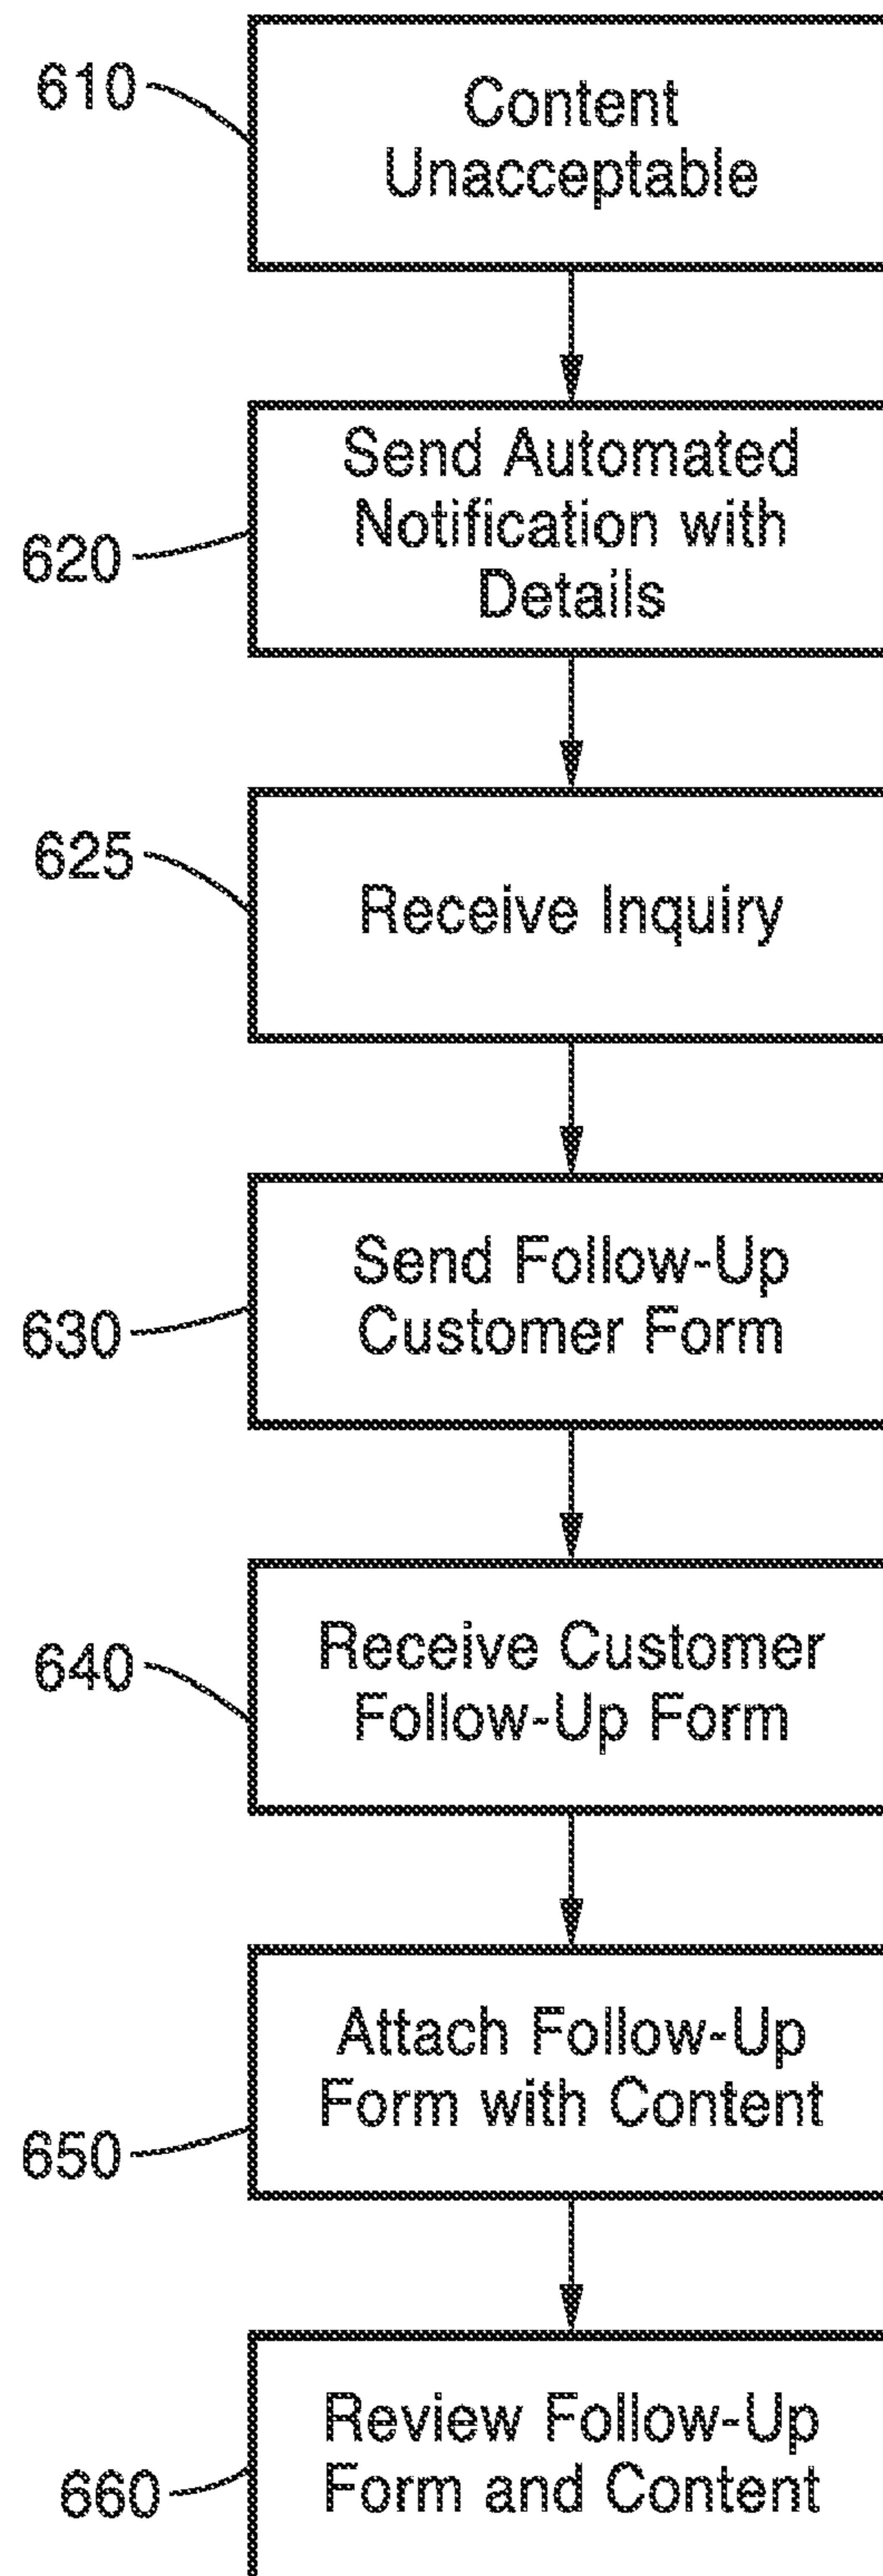 610
Content
Unacceptable
620
Send Automated
Notification with
Details
625
Receive Inquiry
630
Send Follow-Up
Customer Form
640
Receive Customer
Follow-Up Form
650
Attach Follow-Up
Form with Content
660
Review Follow-Up
Form and Content